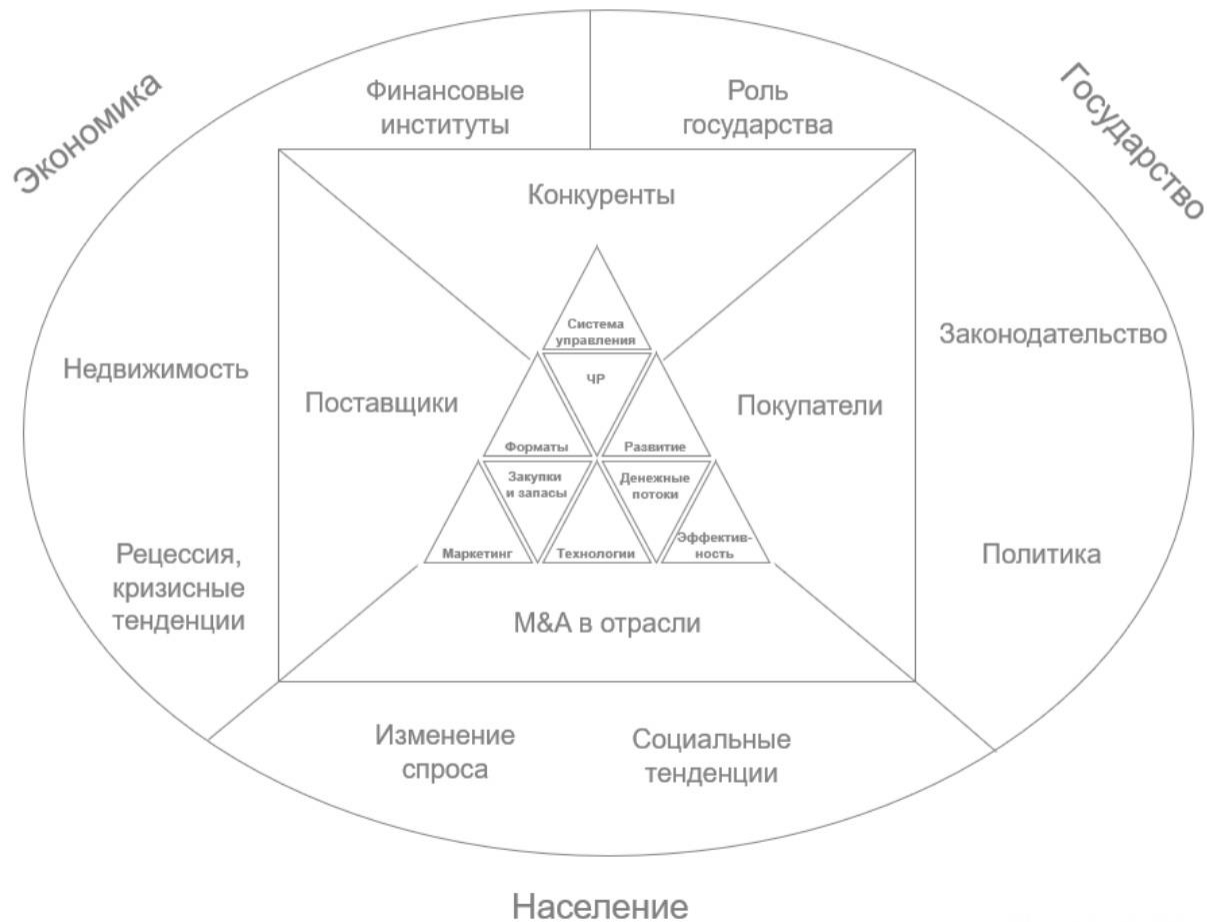 Экономика
Государство
Финансовые
институты
Роль
государства
Конкуренты
Система
управления
ЧР
Недвижимость
Поставщики
Покупатели
Законодательство
Форматы
Развитие
Закупки
и запасы
Денежные
потоки
Маркетинг
Технологии
Эффектив-
ность
Рецессия,
кризисные
тенденции
Политика
M&A в отрасли
Изменение
спроса
Социальные
тенденции
Население